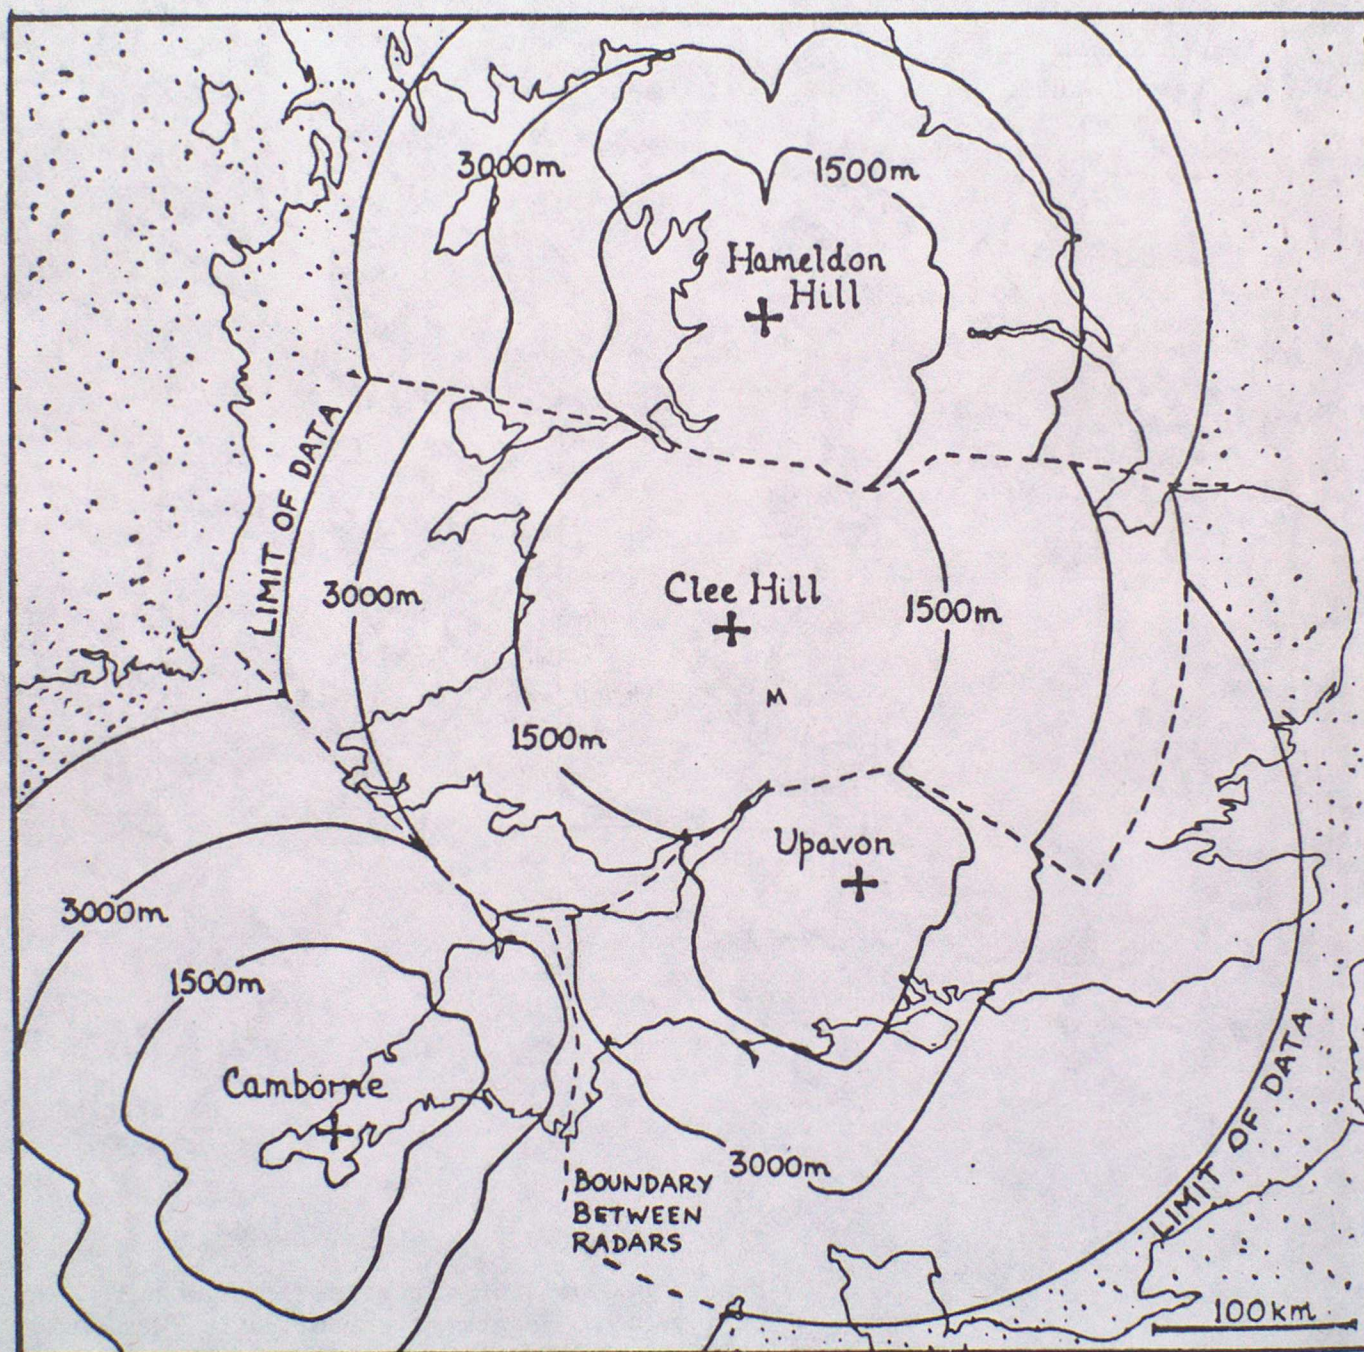 3000m
1500m
Hameldon
Hill
LIMIT OF DATA
3000m
Clee Hill
1500m
M
1500m
Upavon
3000m
1500m
Camborne
3000m
BOUNDARY
BETWEEN
RADARS
LIMIT OF DATA
100km